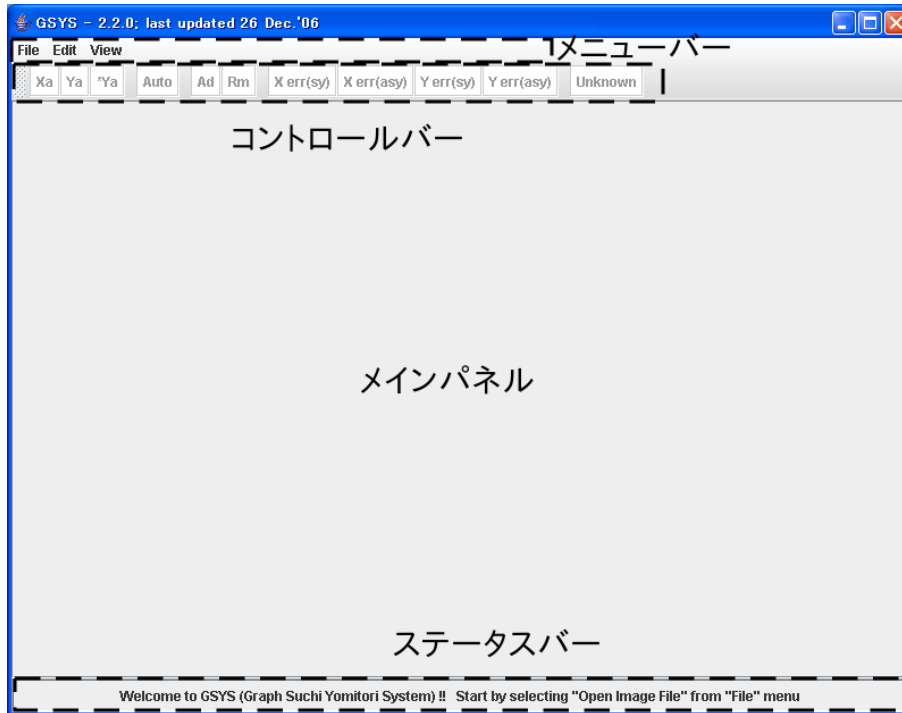 GSYS - 2.2.0; last updated 26 Dec.'06
File Edit View
メニューバー
Xa Ya *Ya Auto Ad Rm X err(sy) X err(asy) Y err(sy) Y err(asy) Unknown
コントロールバー
メインパネル
ステータスバー
Welcome to GSYS (Graph Suchi Yomitori System) !! Start by selecting "Open Image File" from "File" menu